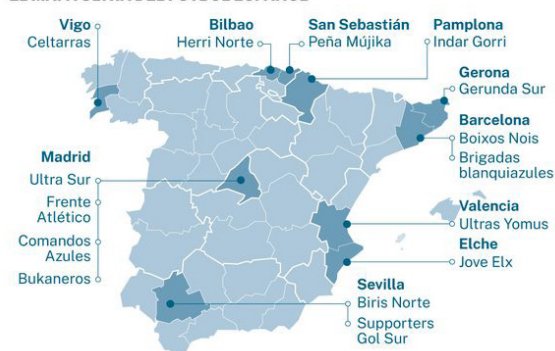 Vigo
Celtarras
Bilbao
Herri Norte
San Sebastián
Peña Mújika
Pamplona
Indar Gorri
Gerona
Gerunda Sur
Barcelona
Boixos Nois
Brigadas
blanquiazules
Madrid
Ultra Sur
Frente
Atlético
Comandos
Azules
Bukaneros
Valencia
Ultras Yomus
Elche
Jove Elx
Sevilla
Biris Norte
Supporters
Gol Sur